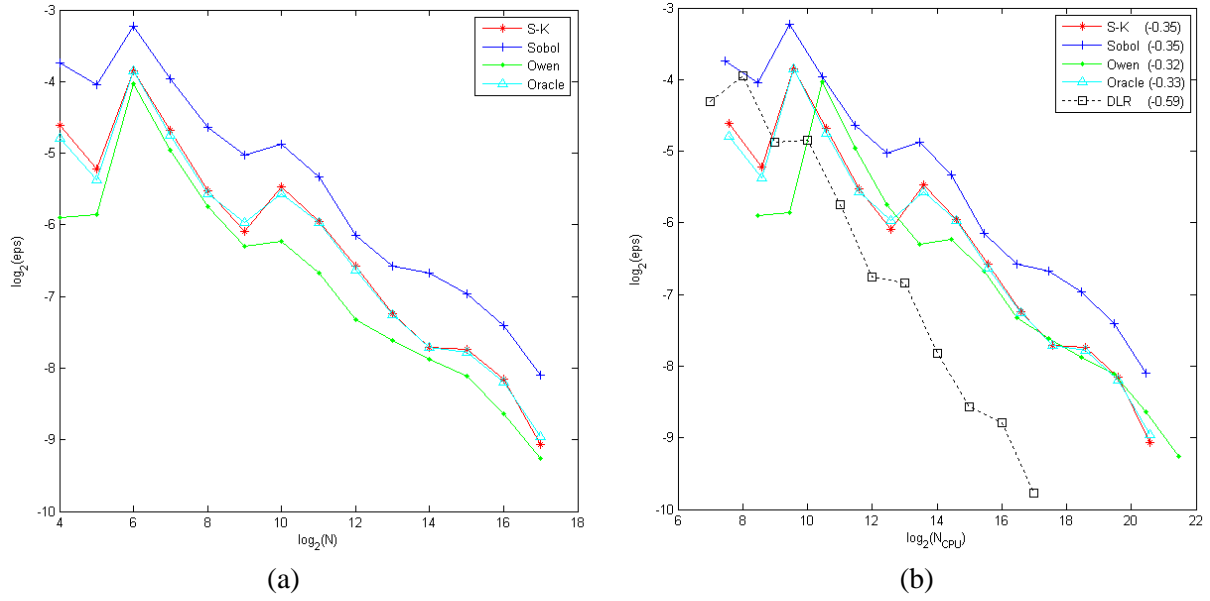 -3
-4
-5
-6
-7
-8
-9
-10
log2(eps)
4
6
8
10
12
14
16
18
log2(N)
S-K
Sobol
Owen
Oracle
(a)
-3
-4
-5
-6
-7
-8
-9
-10
log2(eps)
6
8
10
12
14
16
18
20
22
log2(NCPU)
S-K (-0.35)
Sobol (-0.35)
Owen (-0.32)
Oracle (-0.33)
DLR (-0.59)
(b)